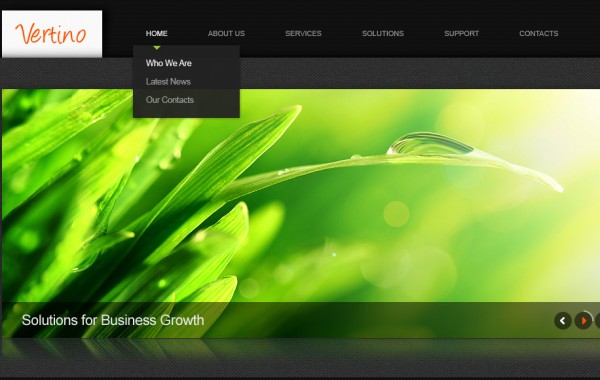 Vertino
HOME ABOUT US SERVICES SOLUTIONS SUPPORT CONTACTS
Who We Are
Latest News
Our Contacts
Solutions for Business Growth